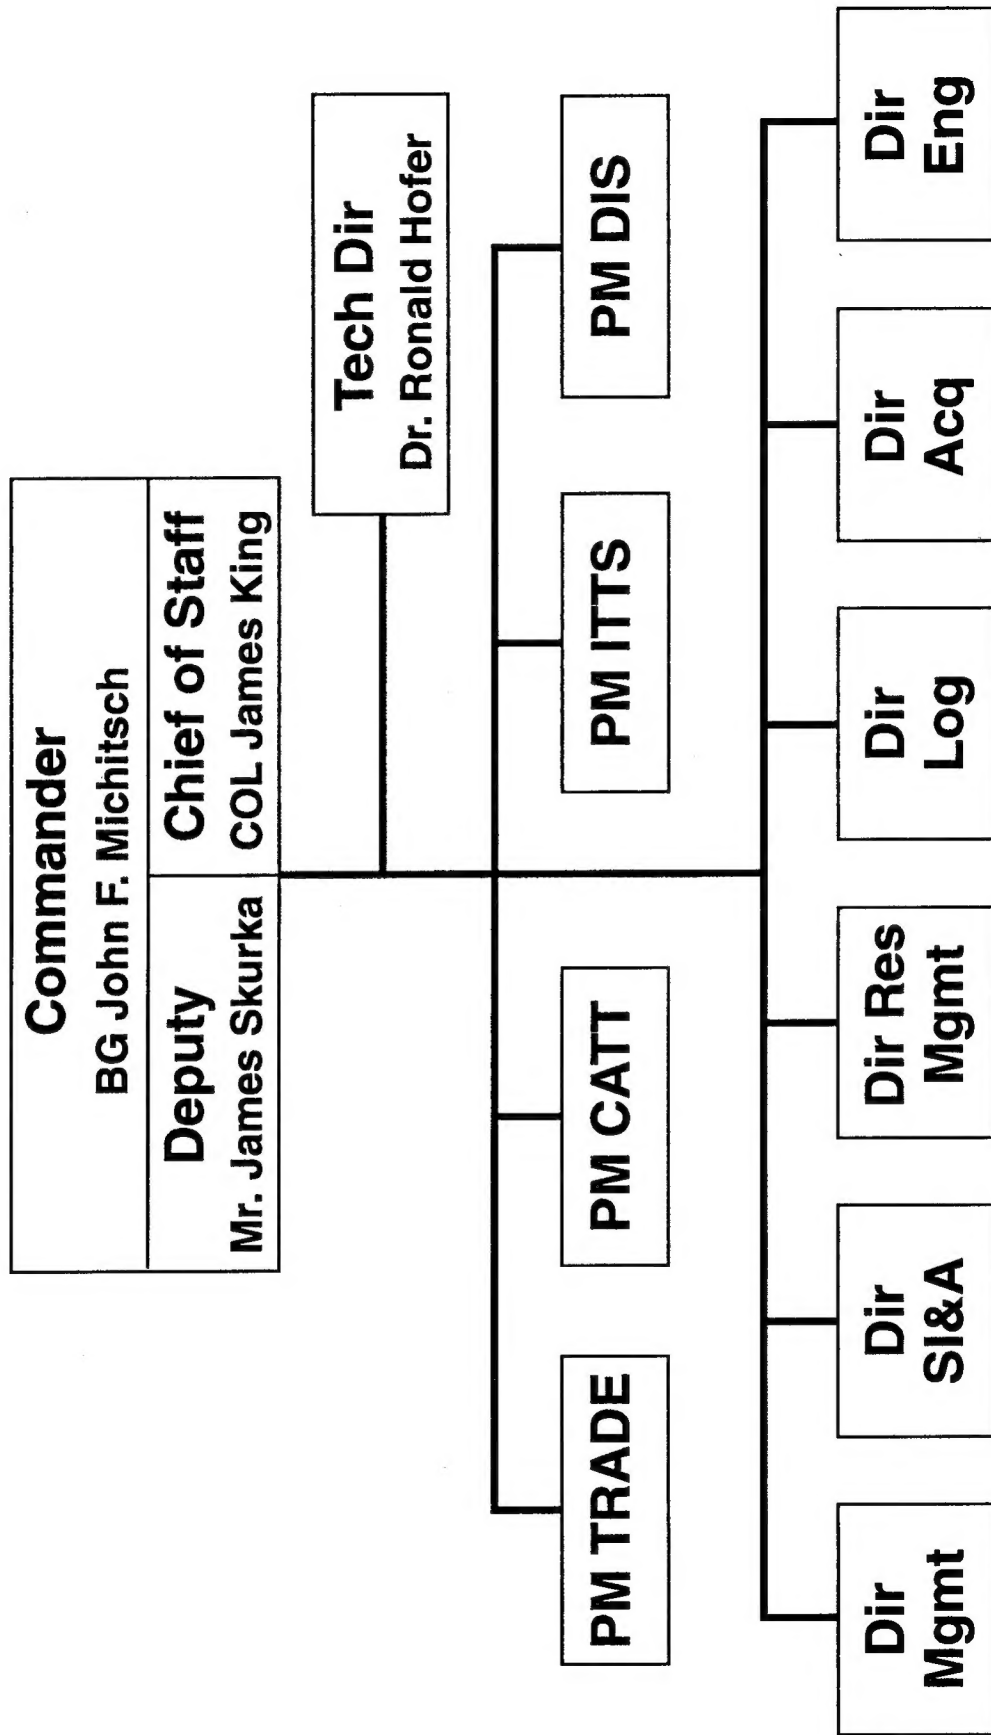 Commander
BG John F. Michitsch
Deputy
Mr. James Skurka
Chief of Staff
COL James King
Tech Dir
Dr. Ronald Hofer
PM TRADE
PM CATT
PM ITTS
PM DIS
Dir
Mgmt
Dir
SI&A
Dir Res
Mgmt
Dir
Log
Dir
Acq
Dir
Eng